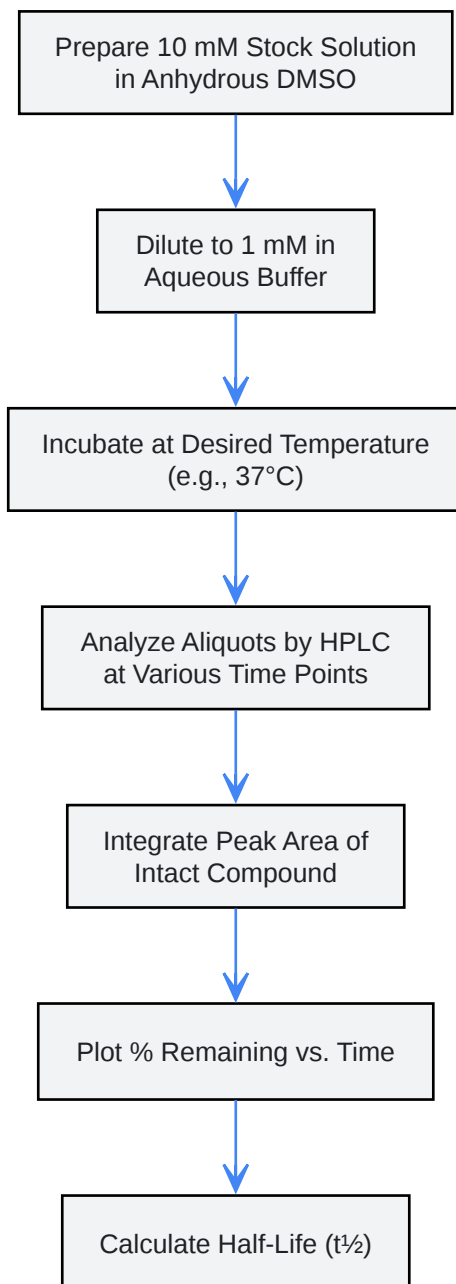 Prepare 10 mM Stock Solution
in Anhydrous DMSO
Dilute to 1 mM in
Aqueous Buffer
Incubate at Desired Temperature
(e.g., 37°C)
Analyze Aliquots by HPLC
at Various Time Points
Integrate Peak Area of
Intact Compound
Plot % Remaining vs. Time
Calculate Half-Life (t½)